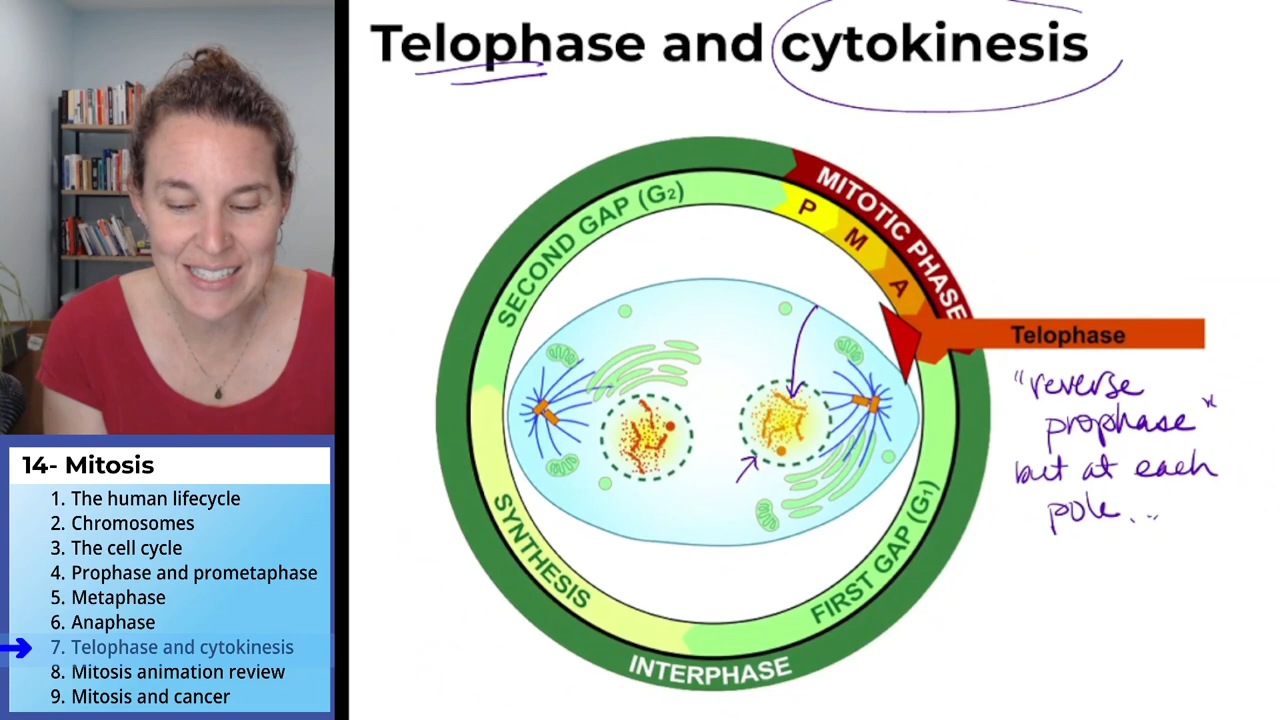 Telophase and cytokinesis
SECOND GAP (G2)
MITOTIC PHASE
P
M
A
Telophase
"reverse
prophase"
but at each
pole...
SYNTHESIS
FIRST GAP (G1)
INTERPHASE
14- Mitosis
1. The human lifecycle
2. Chromosomes
3. The cell cycle
4. Prophase and prometaphase
5. Metaphase
6. Anaphase
7. Telophase and cytokinesis
8. Mitosis animation review
9. Mitosis and cancer